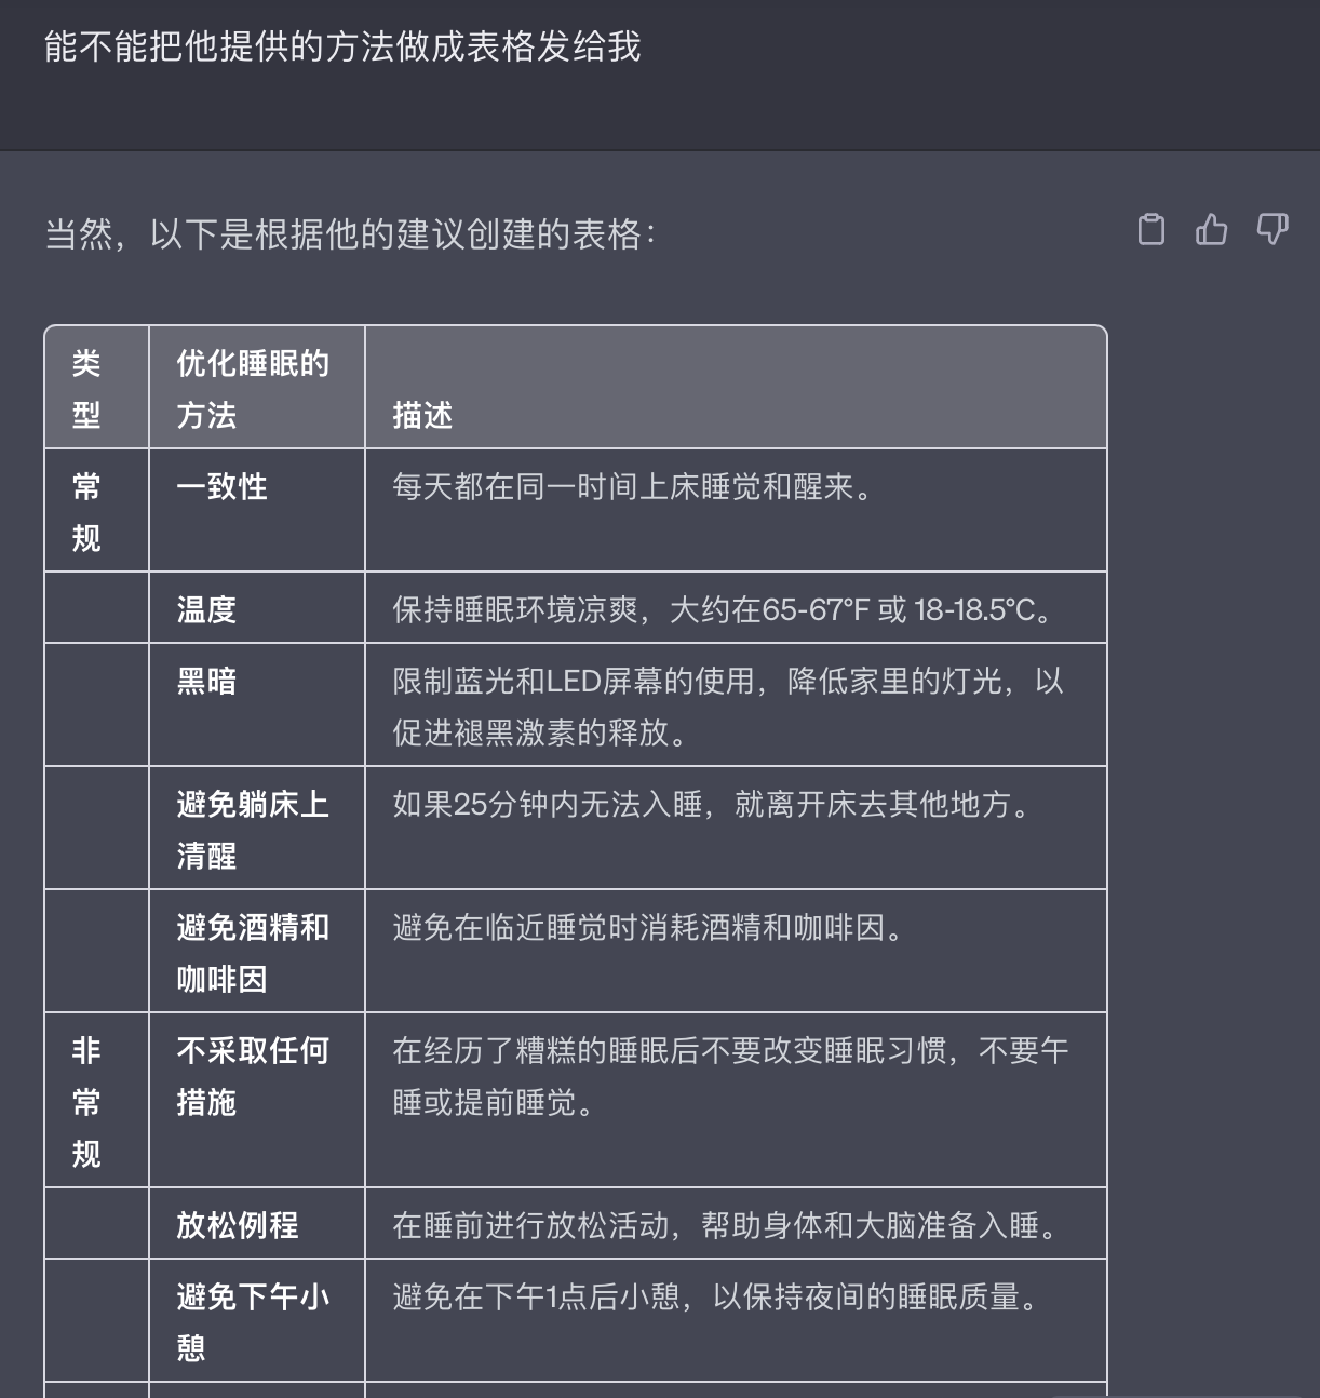 能不能把他提供的方法做成表格发给我
当然，以下是根据他的建议创建的表格：
类型
优化睡眠的
方法
描述
常
规
一致性
每天都在同一时间上床睡觉和醒来。
温度
保持睡眠环境凉爽，大约在65-67°F 或 18-18.5°C。
黑暗
限制蓝光和LED屏幕的使用，降低家里的灯光，以
促进褪黑激素的释放。
避免躺床上
清醒
如果25分钟内无法入睡，就离开床去其他地方。
避免酒精和
咖啡因
避免在临近睡觉时消耗酒精和咖啡因。
非
常
规
不采取任何
措施
在经历了糟糕的睡眠后不要改变睡眠习惯，不要午
睡或提前睡觉。
放松例程
在睡前进行放松活动，帮助身体和大脑准备入睡。
避免下午小
憩
避免在下午1点后小憩，以保持夜间的睡眠质量。